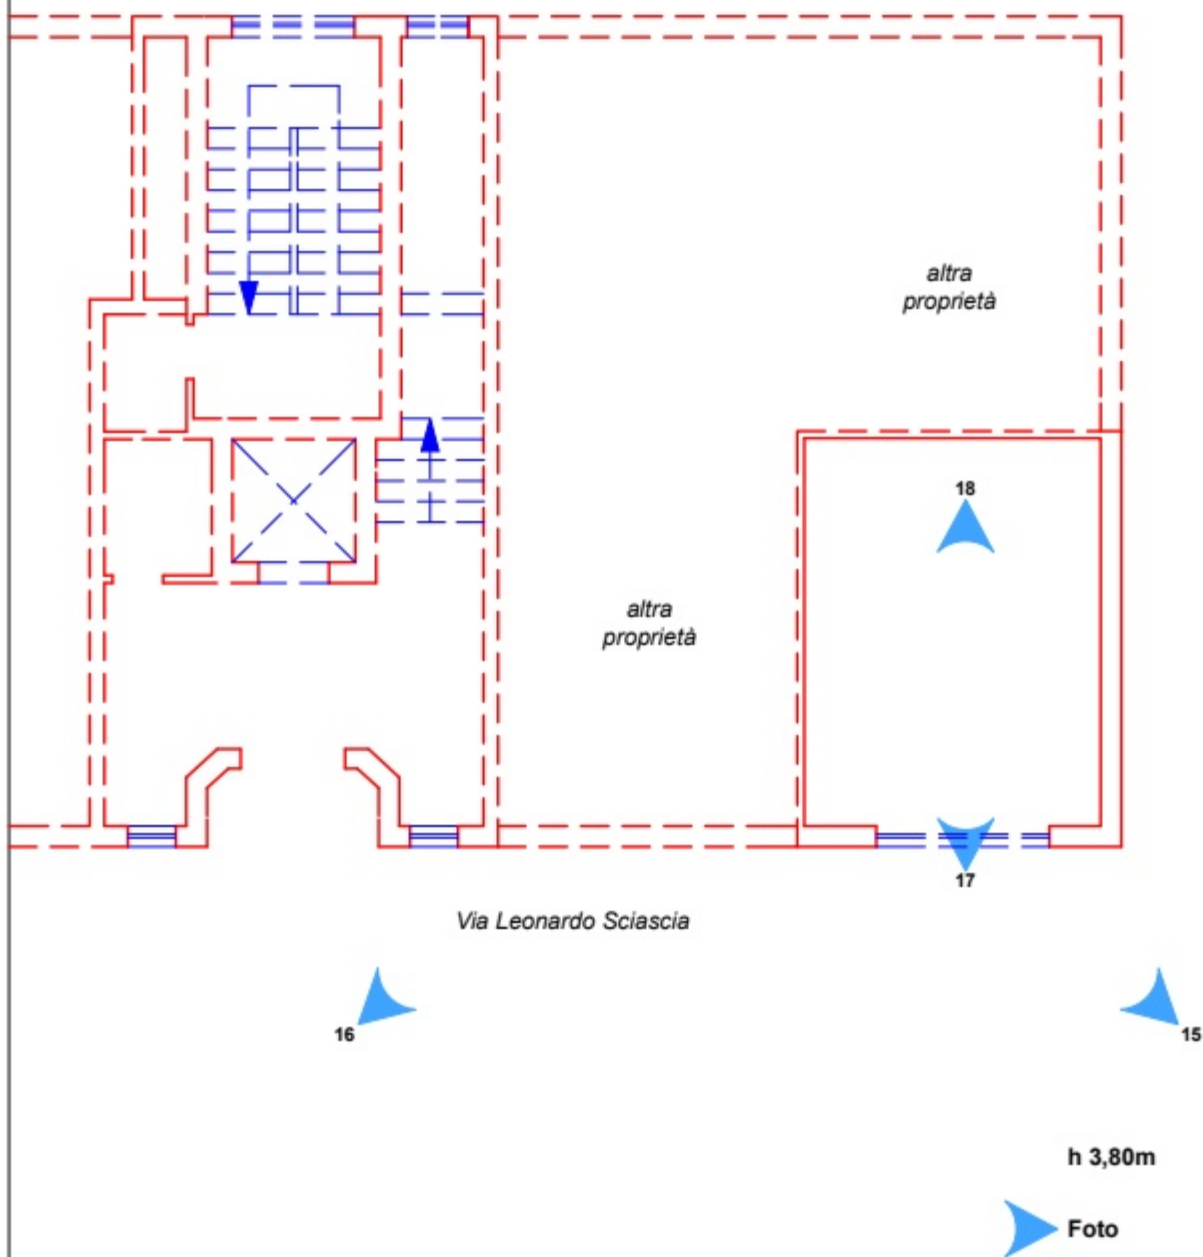 altra
proprietà
18
altra
proprietà
17
Via Leonardo Sciascia
16
15
h 3,80m
Foto